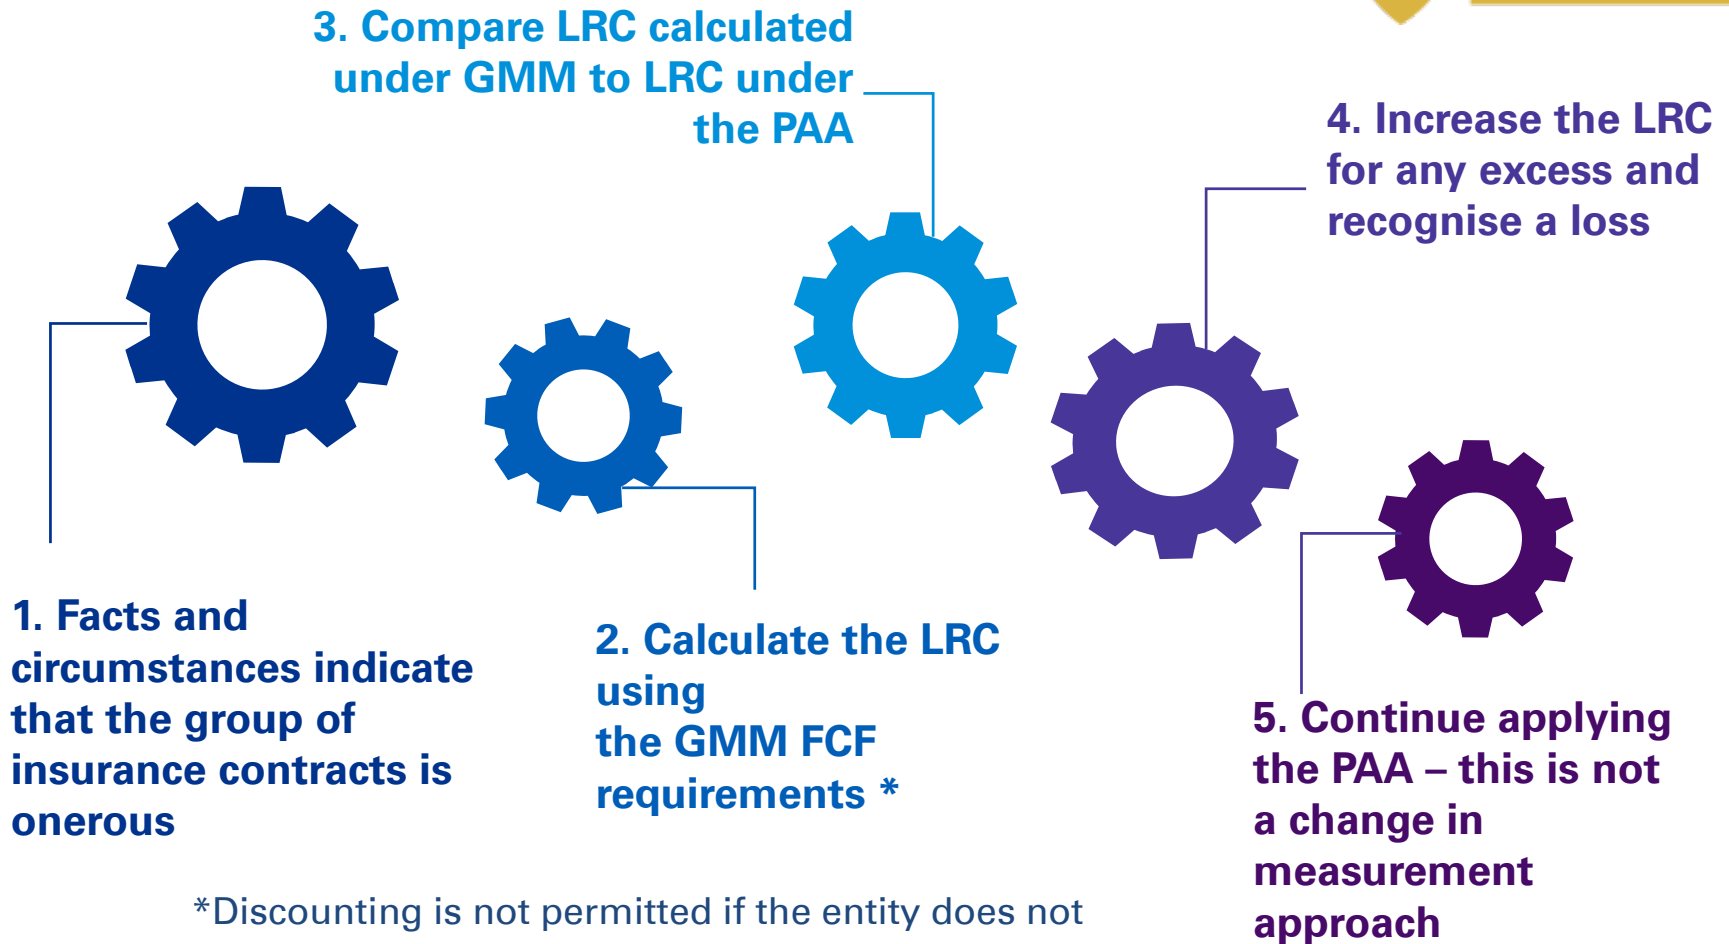 3. Compare LRC calculated
under GMM to LRC under
the PAA
4. Increase the LRC
for any excess and
recognise a loss
1. Facts and
circumstances indicate
that the group of
insurance contracts is
onerous
2. Calculate the LRC
using
the GMM FCF
requirements *
5. Continue applying
the PAA – this is not
a change in
measurement
approach
*Discounting is not permitted if the entity does not